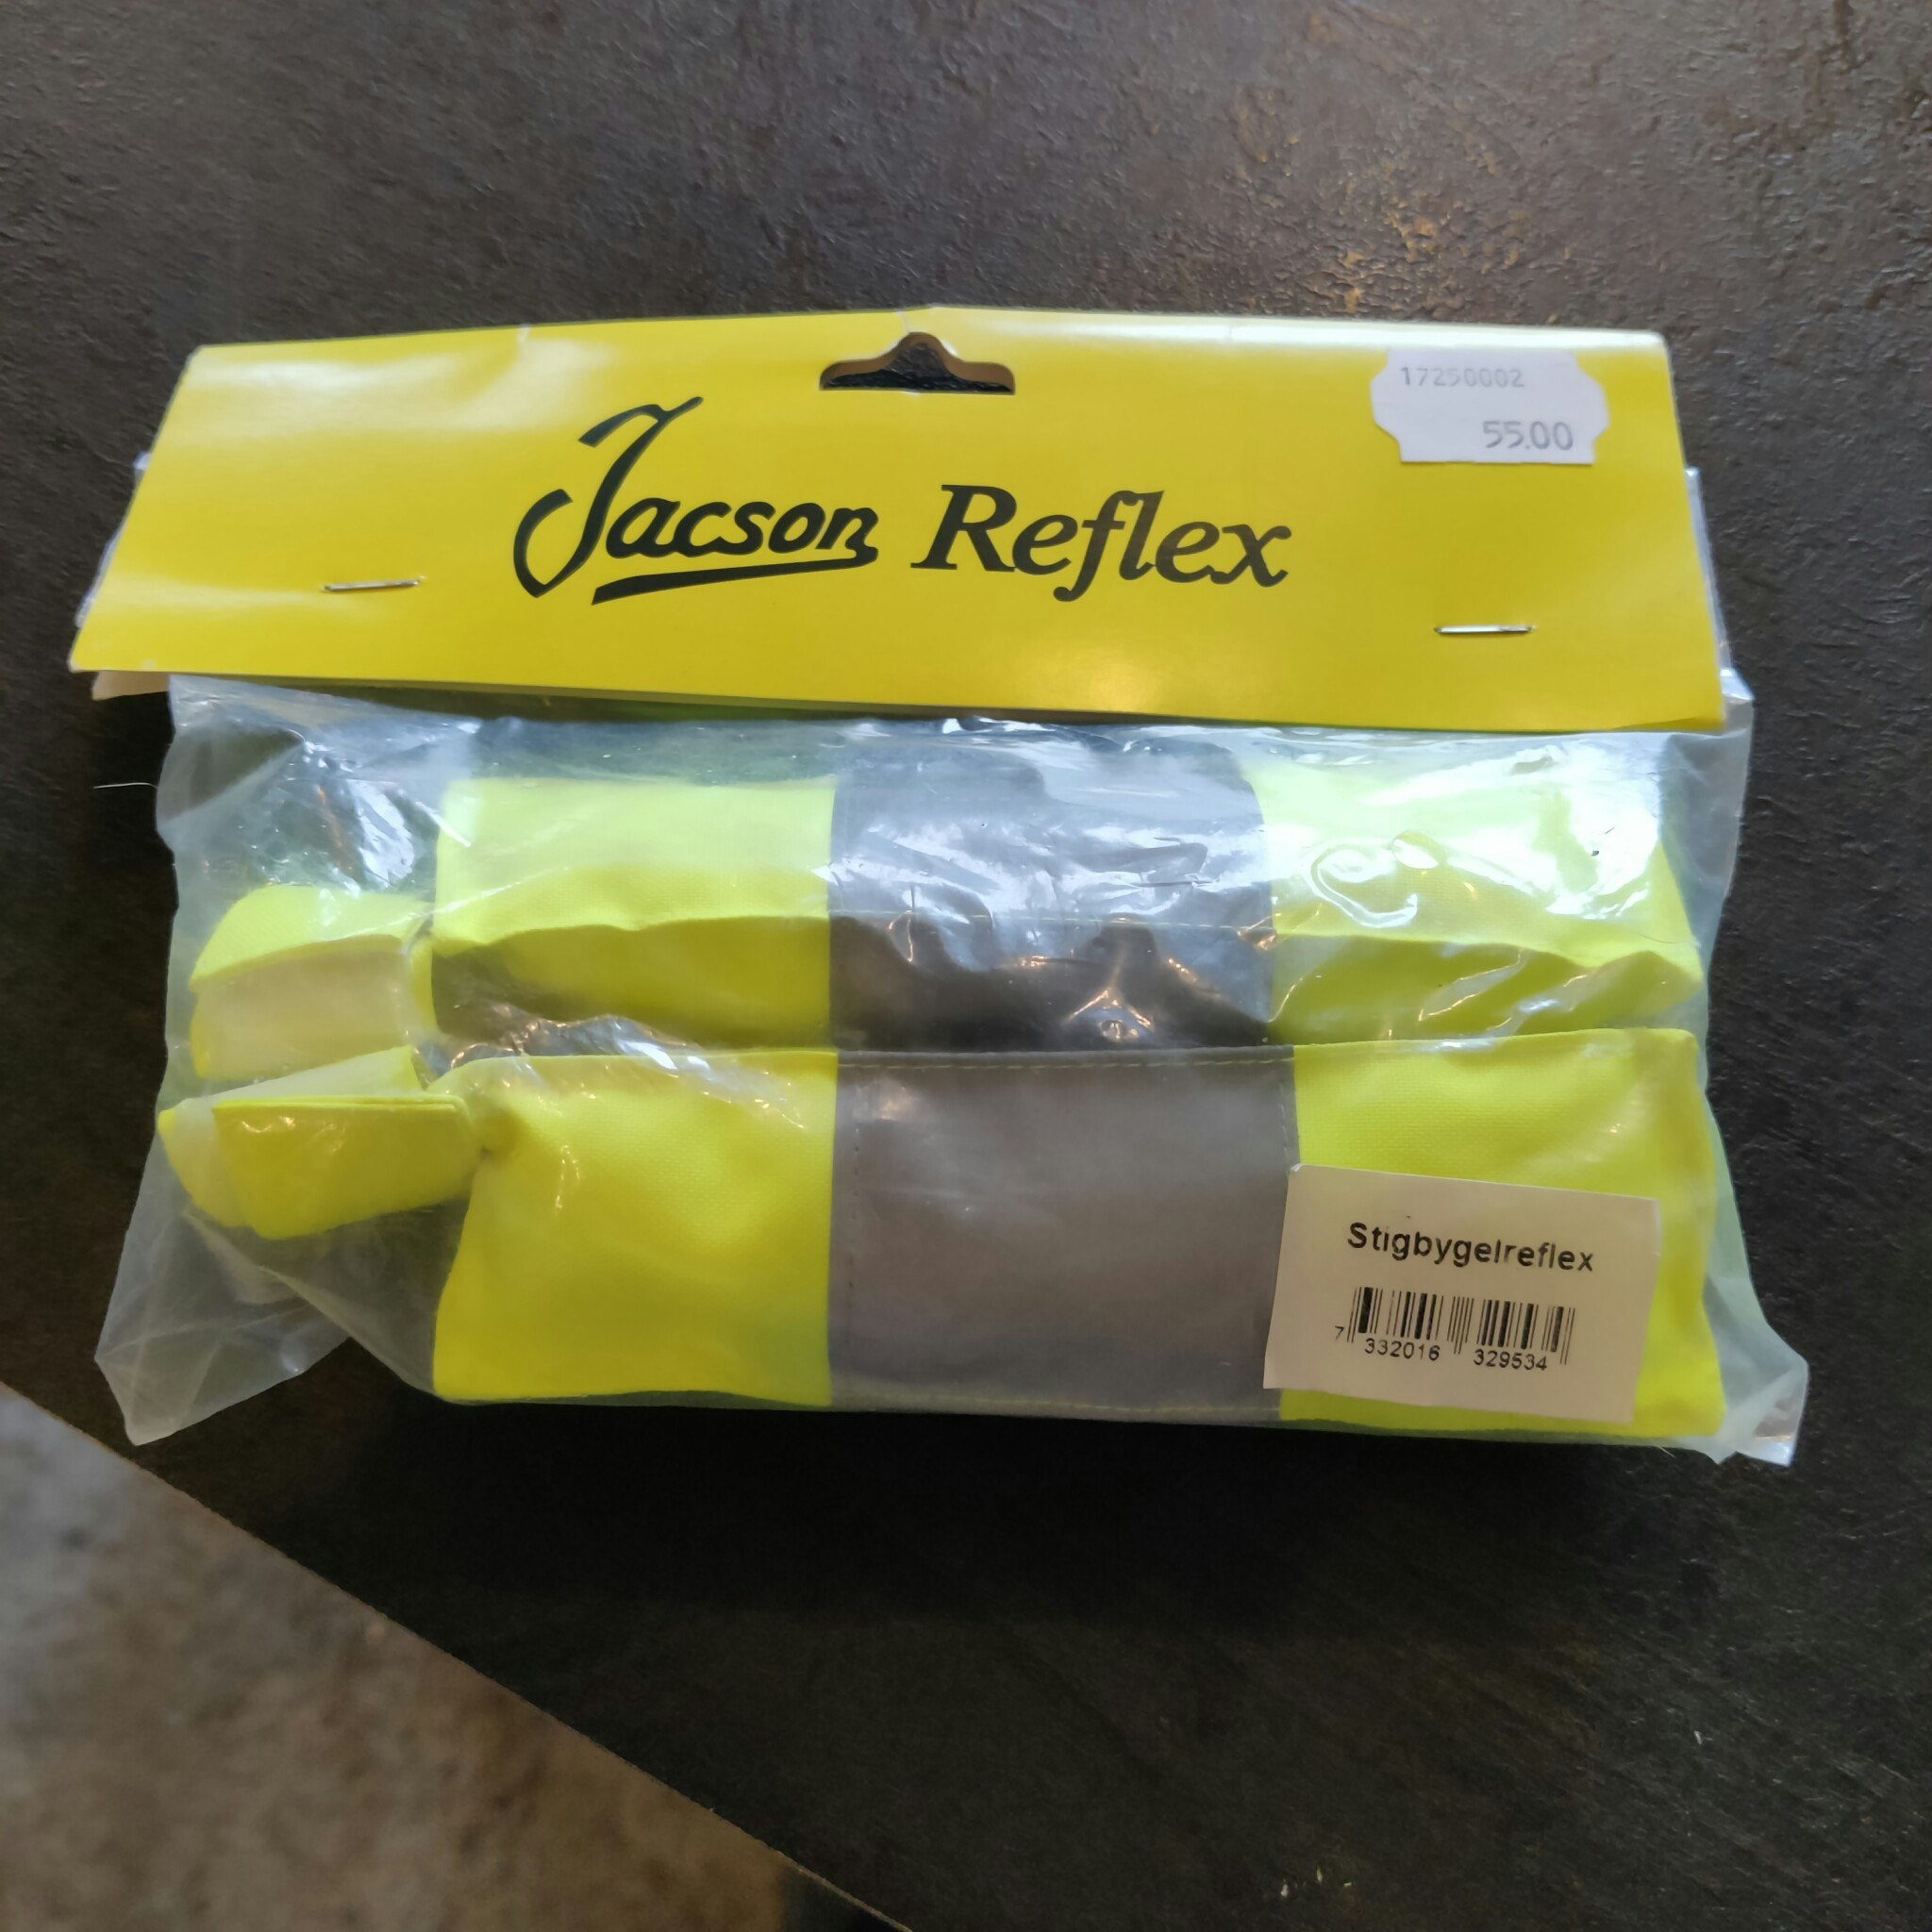 17250002
55.00
Jacson Reflex
Stigbygelreflex
7 332016 329534